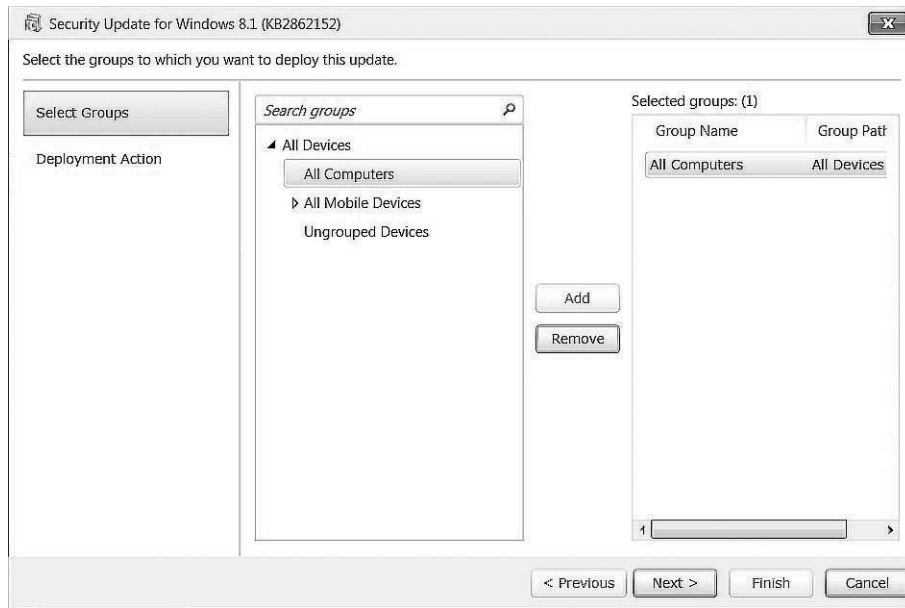 Security Update for Windows 8.1 (KB2862152)
Select the groups to which you want to deploy this update.
Select Groups
Deployment Action
Search groups
All Devices
All Computers
All Mobile Devices
Ungrouped Devices
Add
Remove
Selected groups: (1)
Group Name Group Path
All Computers All Devices
< Previous Next > Finish Cancel